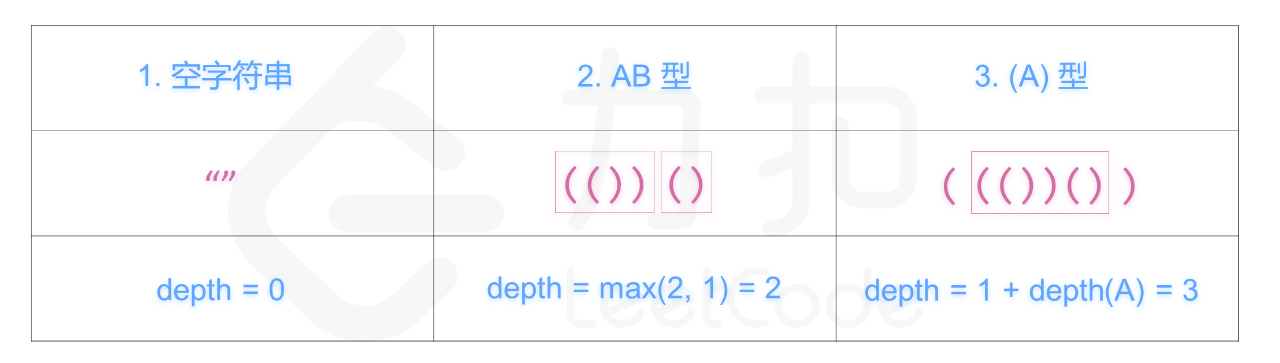 1. 空字符串
2. AB 型
3. (A) 型
“”
(())()
((())())
depth = 0
depth = max(2, 1) = 2
depth = 1 + depth(A) = 3
力扣
LeetCode